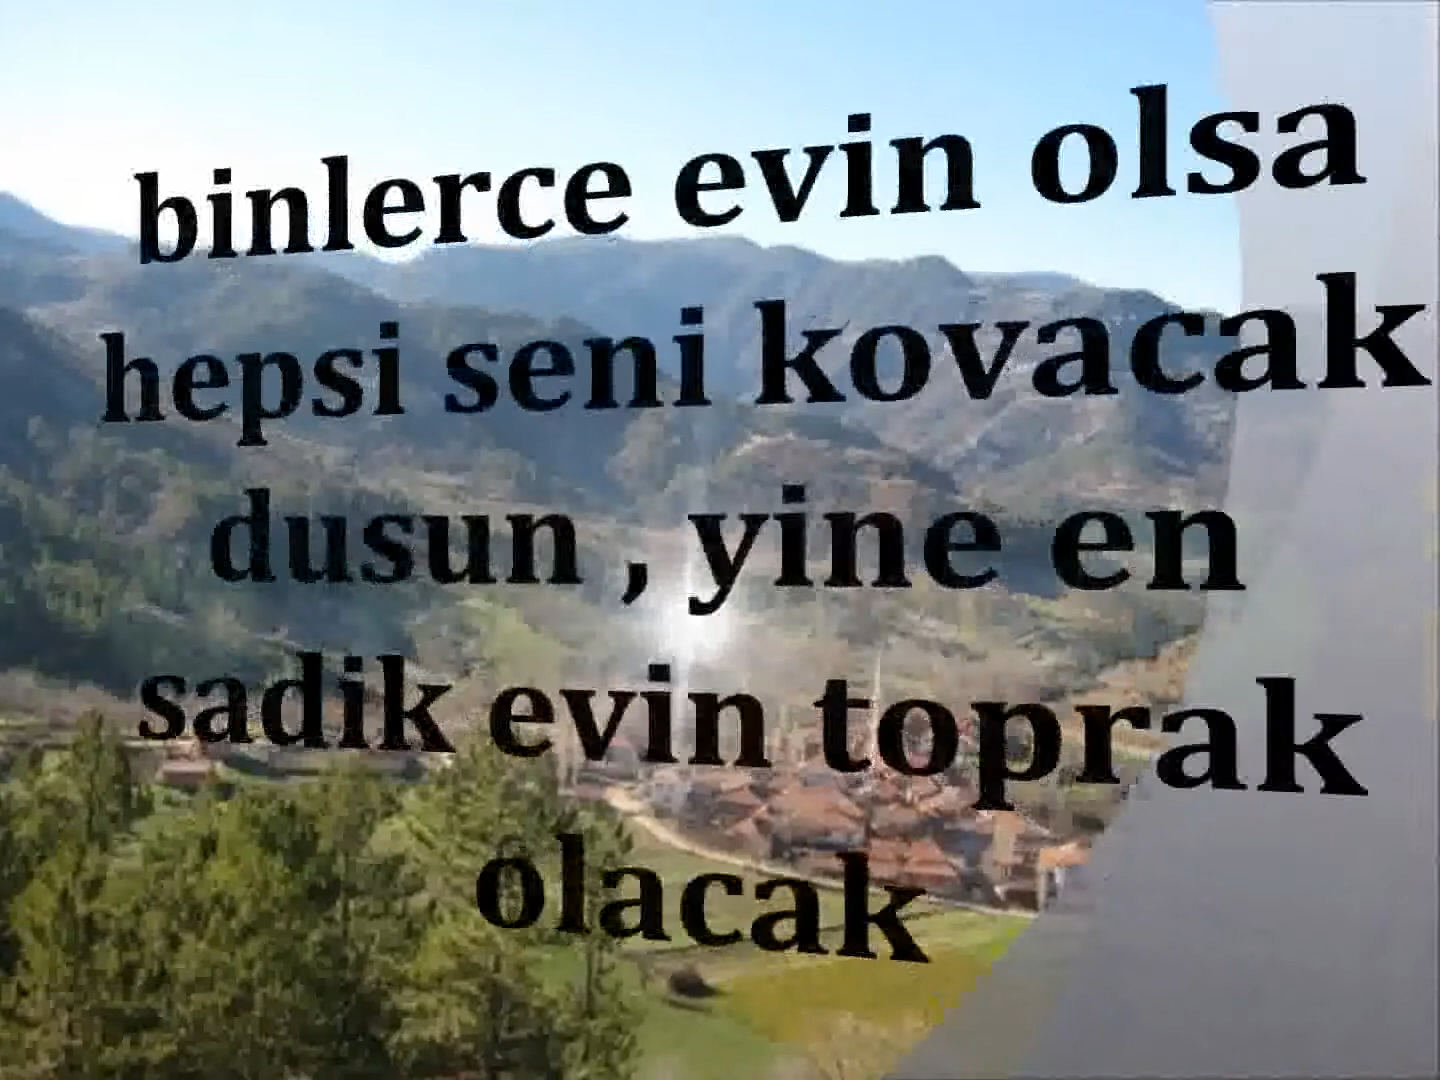 binlerce evin olsa
hepsi seni kovacak
dusun , yine en
sadik evin toprak
olacak